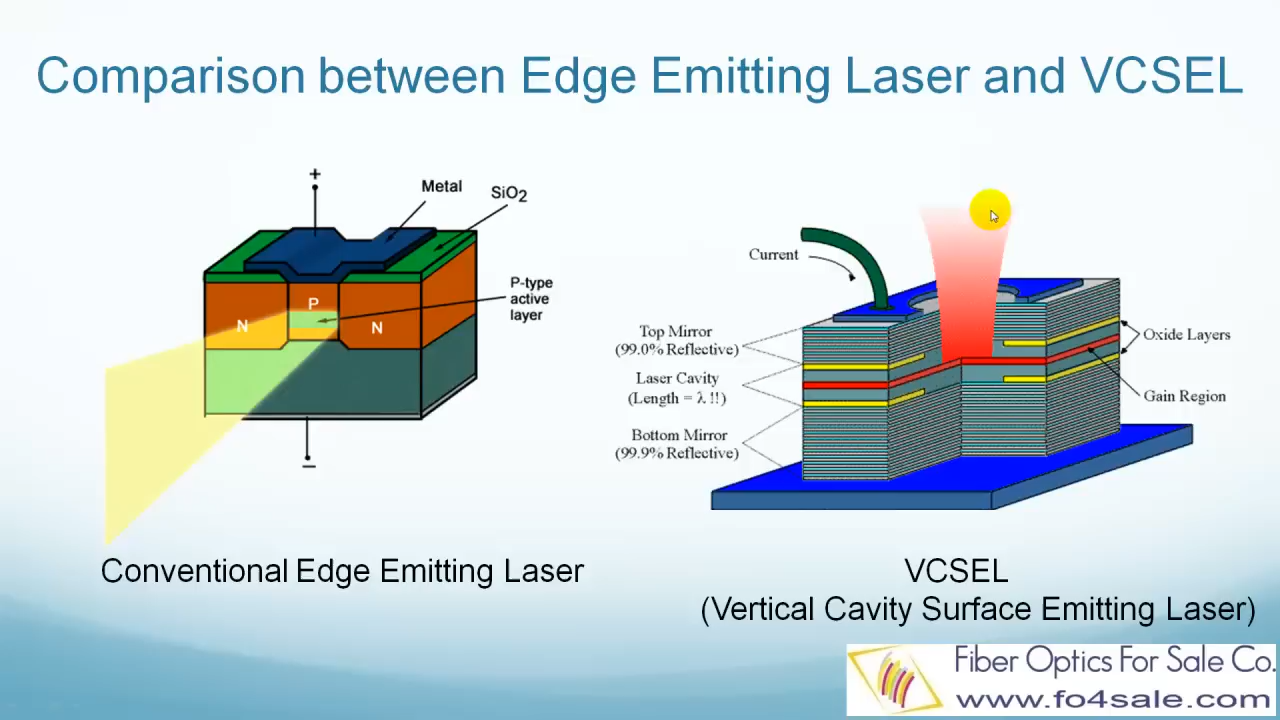 Comparison between Edge Emitting Laser and VCSEL
+
Metal
SiO2
P-type
active
layer
P
N
N
–
Conventional Edge Emitting Laser
Current
Top Mirror
(99.0% Reflective)
Laser Cavity
(Length = λ !!)
Bottom Mirror
(99.9% Reflective)
Oxide Layers
Gain Region
VCSEL
(Vertical Cavity Surface Emitting Laser)
Fiber Optics For Sale Co.
www.fo4sale.com